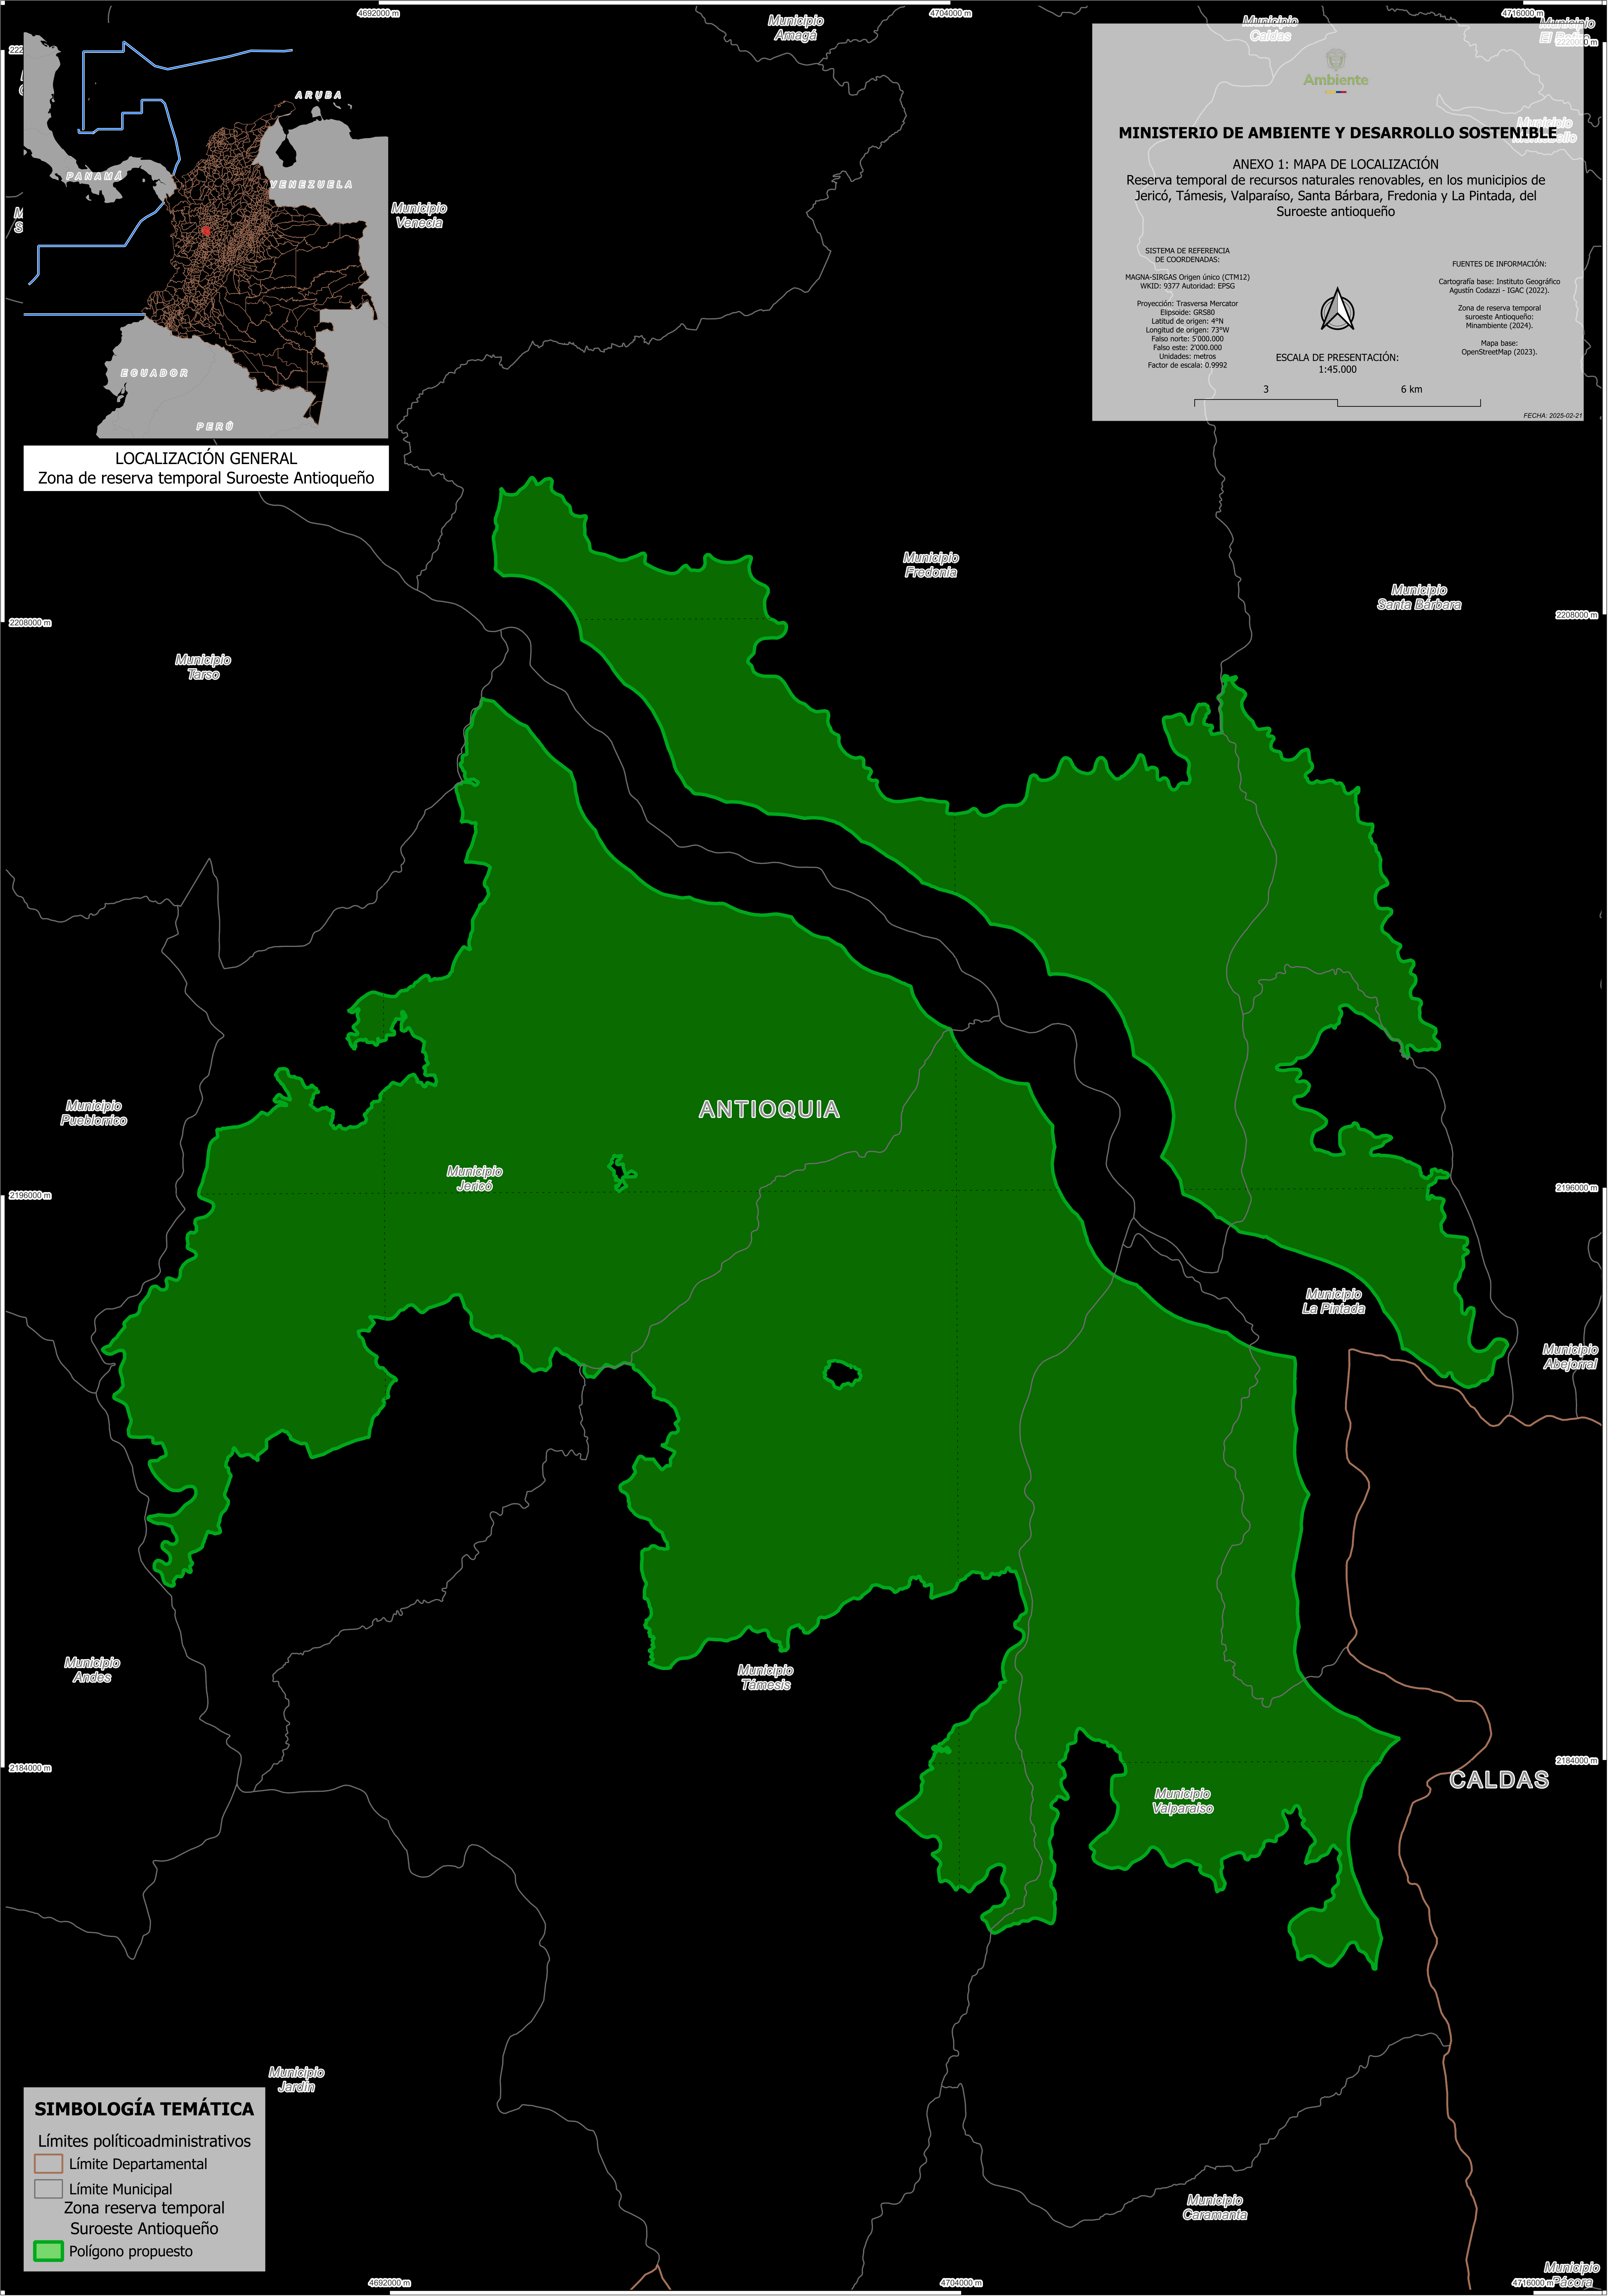 4692000 m
4704000 m
4716000 m
Municipio
Amagá
Municipio
Caldas
Municipio
ARUBA
PANAMÁ
VENEZUELA
ECUADOR
PERÚ
Municipio
Venecia
LOCALIZACIÓN GENERAL
Zona de reserva temporal Suroeste Antioqueño
Ambiente
MINISTERIO DE AMBIENTE Y DESARROLLO SOSTENIBLE
Municipio
ANEXO 1: MAPA DE LOCALIZACIÓN
Reserva temporal de recursos naturales renovables, en los municipios de
Jericó, Támesis, Valparaíso, Santa Bárbara, Fredonia y La Pintada, del
Suroeste antioqueño
SISTEMA DE REFERENCIA
DE COORDENADAS:
MAGNA-SIRGAS Origen único (CTM12)
WKID: 9377 Autoridad: EPSG
Proyección: Trasversa Mercator
Elipsoide: GRS80
Latitud de origen: 4°N
Longitud de origen: 73°W
Falso norte: 5'000.000
Falso este: 2'000.000
Unidades: metros
Factor de escala: 0.9992
FUENTES DE INFORMACIÓN:
Cartografía base: Instituto Geográfico
Agustín Codazzi - IGAC (2022).
Zona de reserva temporal
suroeste Antioqueño:
Minambiente (2024).
Mapa base:
OpenStreetMap (2023).
ESCALA DE PRESENTACIÓN:
1:45.000
3 6 km
FECHA: 2025-02-21
Municipio
Fredonia
Municipio
Santa Bárbara
2208000 m
2208000 m
Municipio
Tarso
Municipio
Pueblorrico
ANTIOQUIA
Municipio
Jericó
2196000 m
2196000 m
Municipio
La Pintada
Municipio
Abejorral
Municipio
Andes
Municipio
Támesis
2184000 m
2184000 m
CALDAS
Municipio
Valparaiso
Municipio
Jardín
SIMBOLOGÍA TEMÁTICA
Límites políticoadministrativos
Límite Departamental
Límite Municipal
Zona reserva temporal
Suroeste Antioqueño
Polígono propuesto
Municipio
Caramanta
Municipio
Pácora
4692000 m
4704000 m
4716000 m